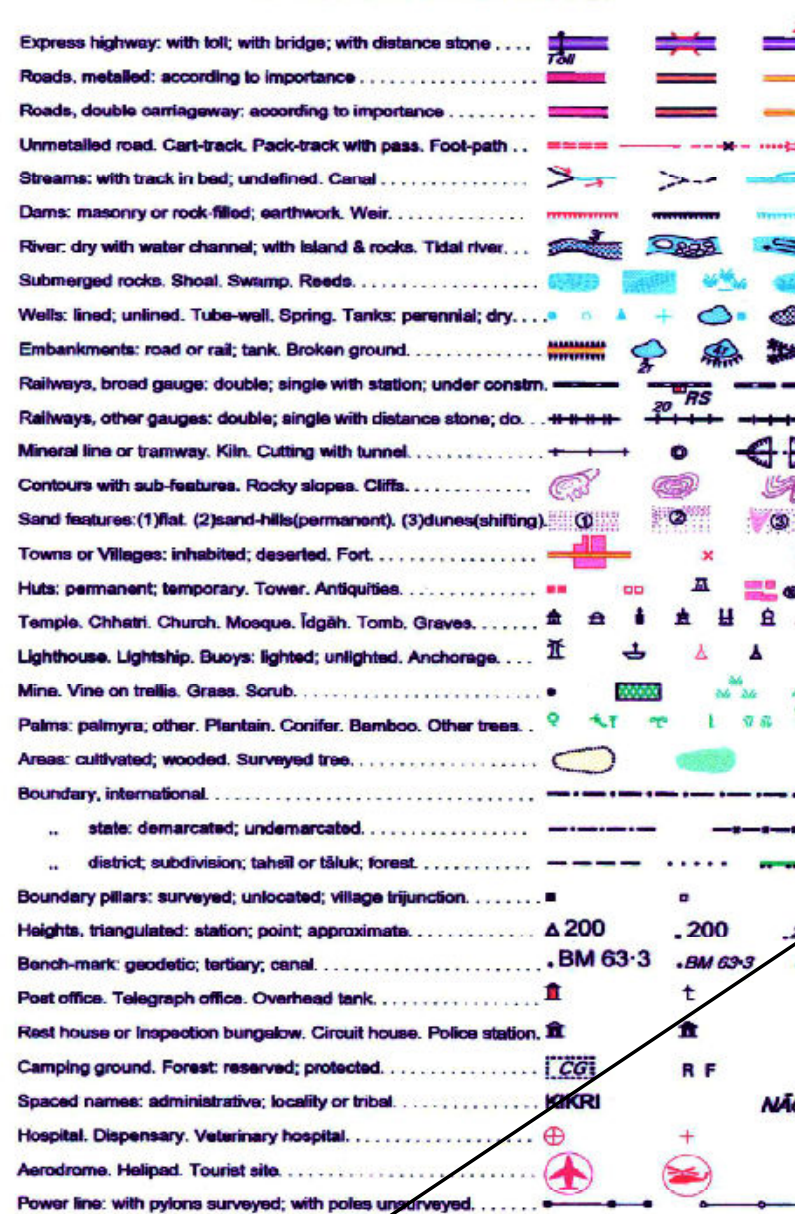 Express highway: with toll; with bridge; with distance stone ....
Toll
Roads, metalled: according to importance ..................
Roads, double carriageway: according to importance .........
Unmetalled road. Cart-track. Pack-track with pass. Foot-path ..
Streams: with track in bed; undefined. Canal ...............
Dams: masonry or rock-filled; earthwork. Weir..............
River: dry with water channel; with Island & rocks. Tidal river... 3r
Submerged rocks. Shoal. Swamp. Reeds..................
Wells: lined; unlined. Tube-well. Spring. Tanks: perennial; dry....
Embankments: road or rail; tank. Broken ground............. 2r 4r
Railways, broad gauge: double; single with station; under constrn. RS
Railways, other gauges: double; single with distance stone; do... 20
Mineral line or tramway. Kiln. Cutting with tunnel.............
Contours with sub-features. Rocky slopes. Cliffs..............
Sand features:(1)flat. (2)sand-hills(permanent). (3)dunes(shifting). 1 2 3
Towns or Villages: inhabited; deserted. Fort.................
Huts: permanent; temporary. Tower. Antiquities..............
Temple. Chhatri. Church. Mosque. Īdgāh. Tomb. Graves.......
Lighthouse. Lightship. Buoys: lighted; unlighted. Anchorage....
Mine. Vine on trellis. Grass. Scrub........................
Palms: palmyra; other. Plantain. Conifer. Bamboo. Other trees. .
Areas: cultivated; wooded. Surveyed tree...................
Boundary, international.................................
,, state: demarcated; undemarcated.................
,, district; subdivision; tahsīl or tāluk; forest............
Boundary pillars: surveyed; unlocated; village trijunction........
Heights, triangulated: station; point; approximate............. 200 .200
Bench-mark: geodetic; tertiary; canal...................... .BM 63·3 .BM 63·3
Post office. Telegraph office. Overhead tank.................
Rest house or Inspection bungalow. Circuit house. Police station.
Camping ground. Forest: reserved; protected................ CG R F
Spaced names: administrative; locality or tribal.............. KIKRI
Hospital. Dispensary. Veterinary hospital....................
Aerodrome. Helipad. Tourist site..........................
Power line: with pylons surveyed; with poles unsurveyed.......